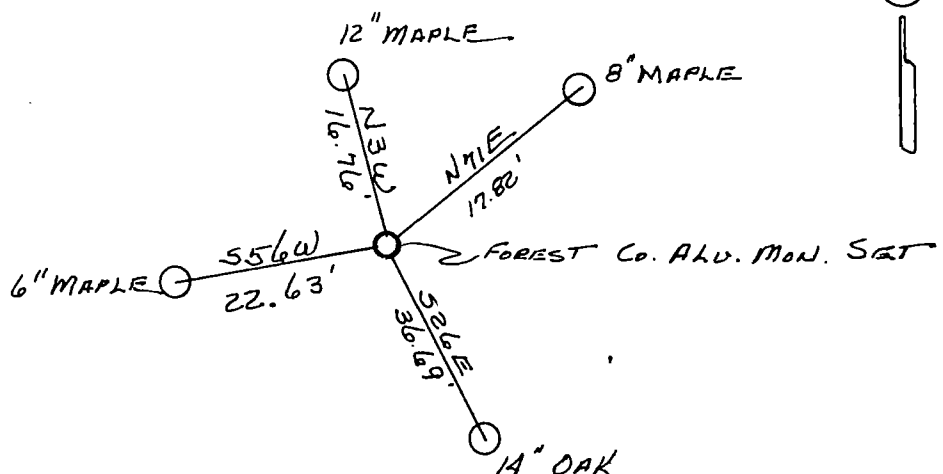 12" MAPLE
8" MAPLE
N3W
16.76'
N71E
17.82'
S56W
22.63'
6" MAPLE
FOREST Co. ALU. MON. SET
S26E
36.69'
14" OAK